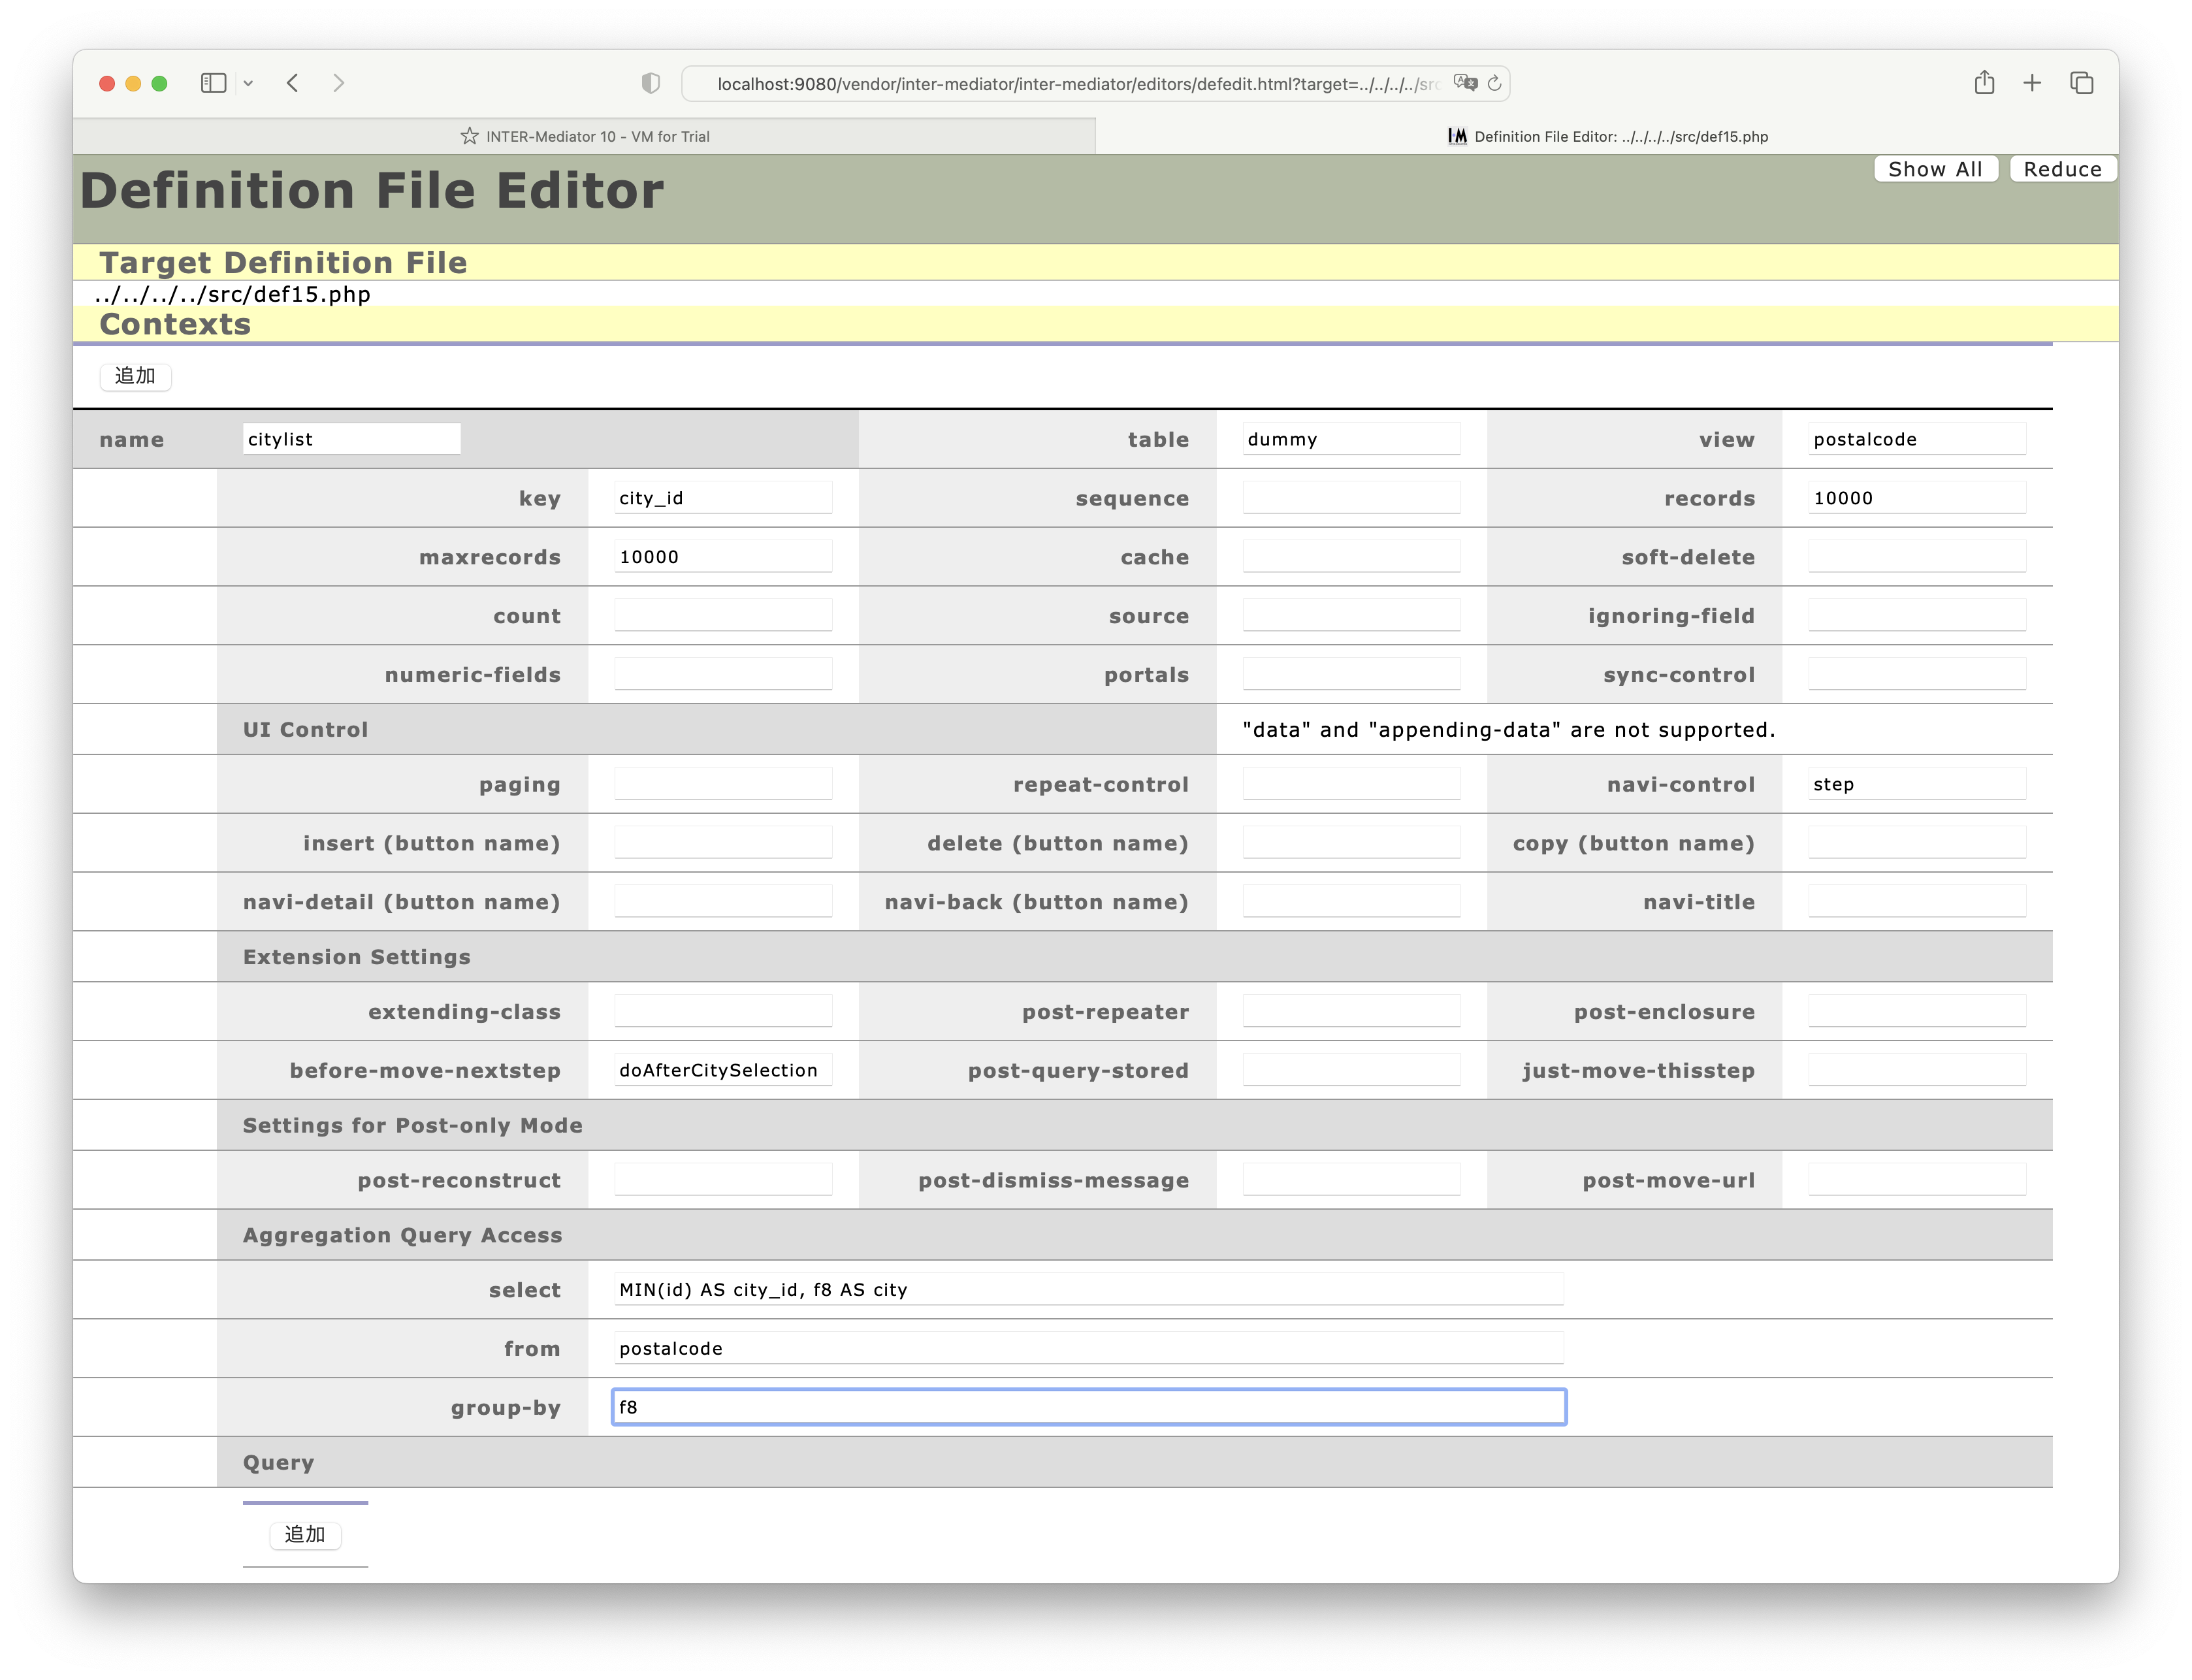 localhost:9080/vendor/inter-mediator/inter-mediator/editors/defedit.html?target=../../../../src
INTER-Mediator 10 - VM for Trial
Definition File Editor: ../../../../src/def15.php
Show All Reduce
Definition File Editor
Target Definition File
../../../../src/def15.php
Contexts
追加
name citylist table dummy view postalcode
key city_id sequence records 10000
maxrecords 10000 cache soft-delete
count source ignoring-field
numeric-fields portals sync-control
UI Control "data" and "appending-data" are not supported.
paging repeat-control navi-control step
insert (button name) delete (button name) copy (button name)
navi-detail (button name) navi-back (button name) navi-title
Extension Settings
extending-class post-repeater post-enclosure
before-move-nextstep doAfterCitySelection post-query-stored just-move-thisstep
Settings for Post-only Mode
post-reconstruct post-dismiss-message post-move-url
Aggregation Query Access
select MIN(id) AS city_id, f8 AS city
from postalcode
group-by f8
Query
追加